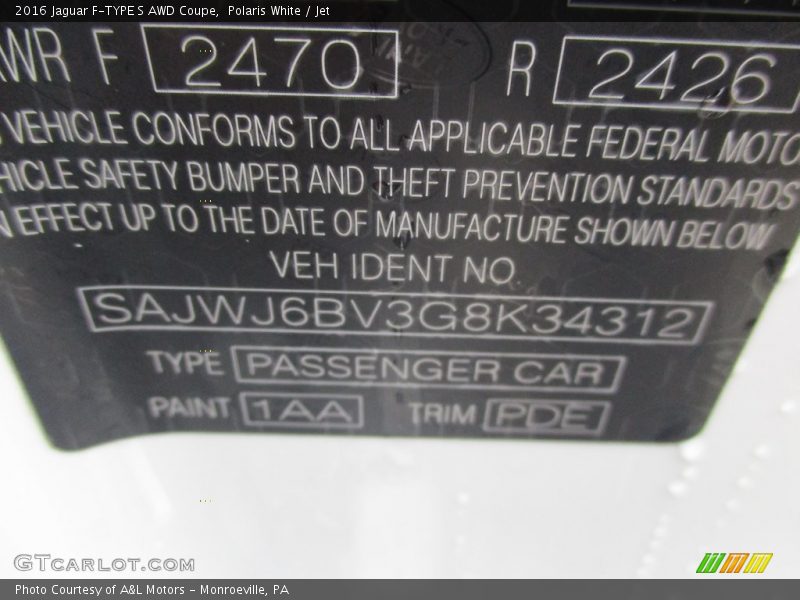 2016 Jaguar F-TYPE S AWD Coupe,  Polaris White / Jet
AWR F 2470 R 2426
VEHICLE CONFORMS TO ALL APPLICABLE FEDERAL MOTO
HICLE SAFETY BUMPER AND THEFT PREVENTION STANDARDS
N EFFECT UP TO THE DATE OF MANUFACTURE SHOWN BELOW
VEH IDENT NO.
SAJWJ6BV3G8K34312
TYPE PASSENGER CAR
PAINT 1AA TRIM PDE
GTCARLOT.COM
Photo Courtesy of A&L Motors - Monroeville, PA